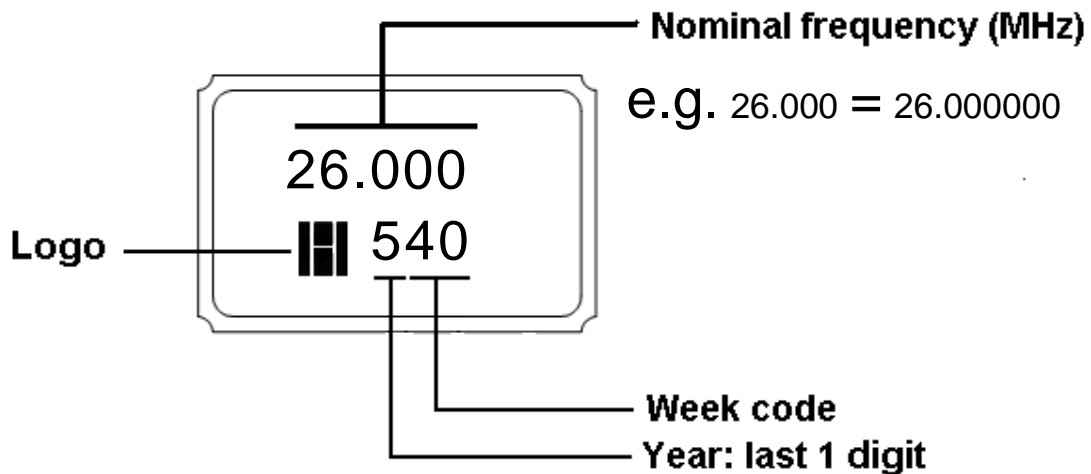 Nominal frequency (MHz)
e.g. 26.000 = 26.000000
26.000
Logo
540
Week code
Year: last 1 digit